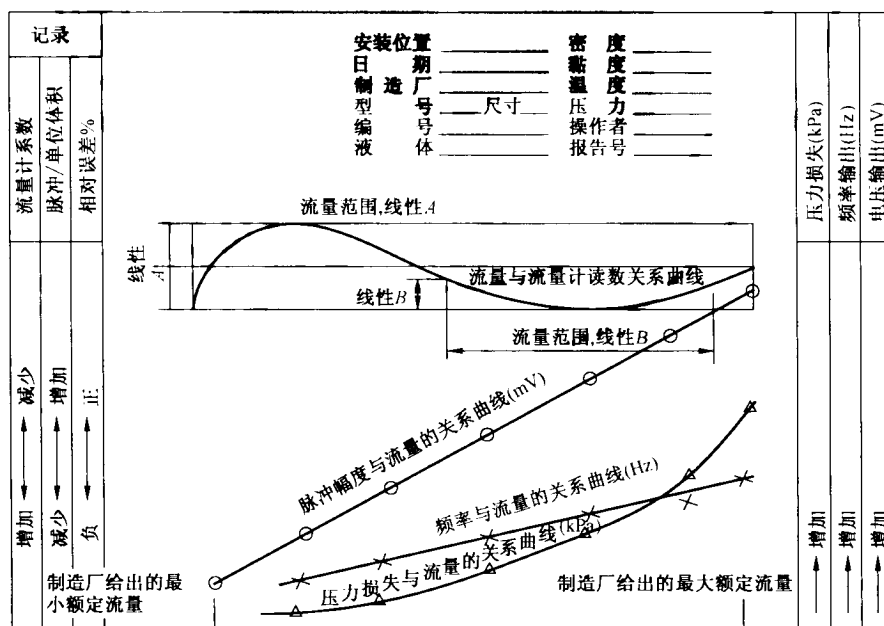 记录
流量计系数
脉冲/单位体积
相对误差%
安装位置 密度
日期 黏度
制造厂 温度
型号 尺寸 压力
编号 操作者
液体 报告号
压力损失(kPa)
频率输出(Hz)
电压输出(mV)
流量范围,线性A
线性
A
流量与流量计读数关系曲线
线性B
流量范围,线性B
减少
增加
正
增加
减少
负
脉冲幅度与流量的关系曲线(mV)
频率与流量的关系曲线(Hz)
压力损失与流量的关系曲线(kPa)
制造厂给出的最
小额定流量
制造厂给出的最大额定流量
增加
增加
增加